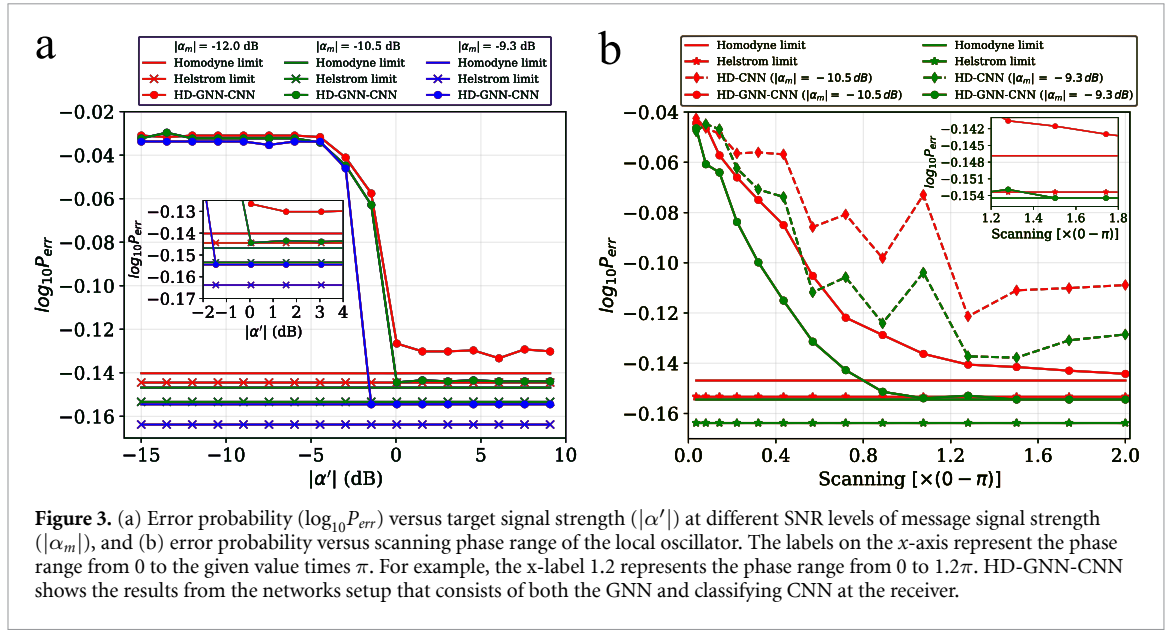 a
|αm| = -12.0 dB |αm| = -10.5 dB |αm| = -9.3 dB
Homodyne limit Homodyne limit Homodyne limit
Helstrom limit Helstrom limit Helstrom limit
HD-GNN-CNN HD-GNN-CNN HD-GNN-CNN
−0.02
−0.04
−0.06
−0.08
−0.10
−0.12
−0.14
−0.16
log10Perr
−15 −10 −5 0 5 10
|α′| (dB)
−0.13
−0.14
−0.15
−0.16
−0.17
log10Perr
−2 −1 0 1 2 3 4
|α′| (dB)
b
Homodyne limit Homodyne limit
Helstrom limit Helstrom limit
HD-CNN (|αm| = −10.5 dB) HD-CNN (|αm| = −9.3 dB)
HD-GNN-CNN (|αm| = −10.5 dB) HD-GNN-CNN (|αm| = −9.3 dB)
−0.04
−0.06
−0.08
−0.10
−0.12
−0.14
−0.16
log10Perr
0.0 0.4 0.8 1.2 1.6 2.0
Scanning [×(0 − π)]
−0.142
−0.145
−0.148
−0.151
−0.154
log10Perr
1.2 1.4 1.6 1.8
Scanning [×(0 − π)]
Figure 3. (a) Error probability (log10Perr) versus target signal strength (|α′|) at different SNR levels of message signal strength
(|αm|), and (b) error probability versus scanning phase range of the local oscillator. The labels on the x-axis represent the phase
range from 0 to the given value times π. For example, the x-label 1.2 represents the phase range from 0 to 1.2π. HD-GNN-CNN
shows the results from the networks setup that consists of both the GNN and classifying CNN at the receiver.